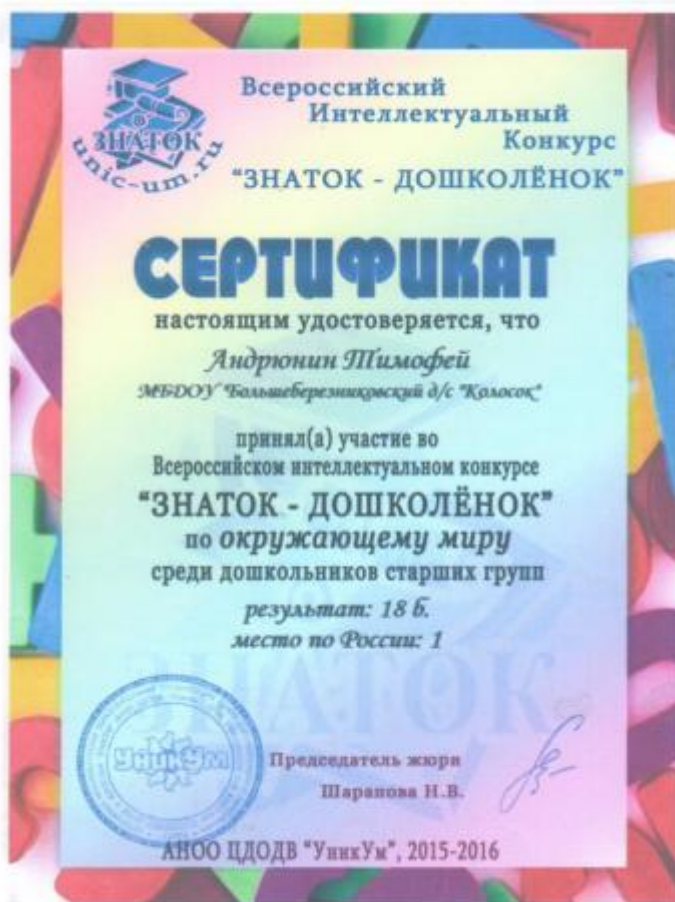 ЗНАТОК
unic-um.ru
Всероссийский
Интеллектуальный
Конкурс
"ЗНАТОК - ДОШКОЛЁНОК"
СЕРТИФИКАТ
настоящим удостоверяется, что
Андрюнин Тимофей
МБДОУ "Большеберезниковский д/с "Колосок"
принял(а) участие во
Всероссийском интеллектуальном конкурсе
"ЗНАТОК - ДОШКОЛЁНОК"
по окружающему миру
среди дошкольников старших групп
результат: 18 б.
место по России: 1
ЗНАТОК
УникУм
Председатель жюри
Шарапова Н.В.
АНОО ЦДОДВ "УникУм", 2015-2016